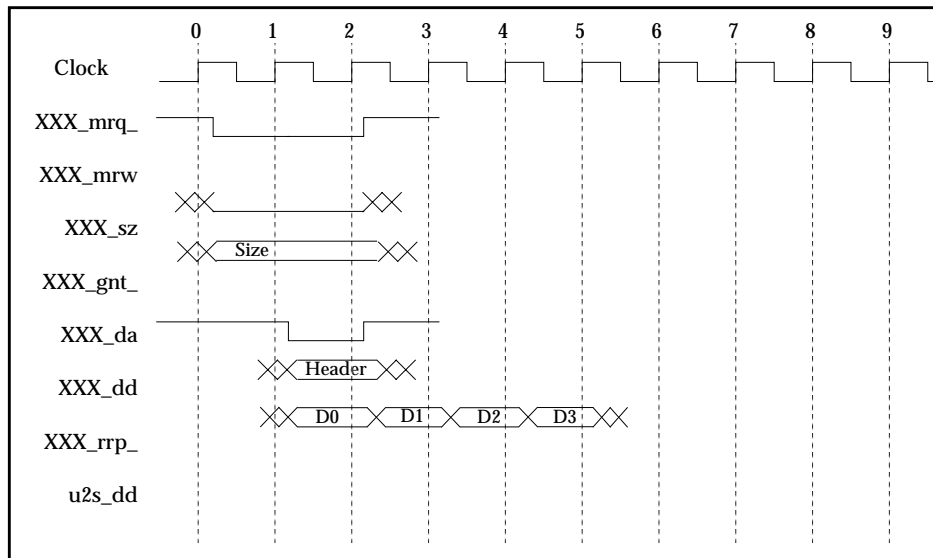 0 1 2 3 4 5 6 7 8 9
Clock
XXX_mrq_
XXX_mrw
XXX_sz
Size
XXX_gnt_
XXX_da
Header
XXX_dd
D0 D1 D2 D3
XXX_rrp_
u2s_dd